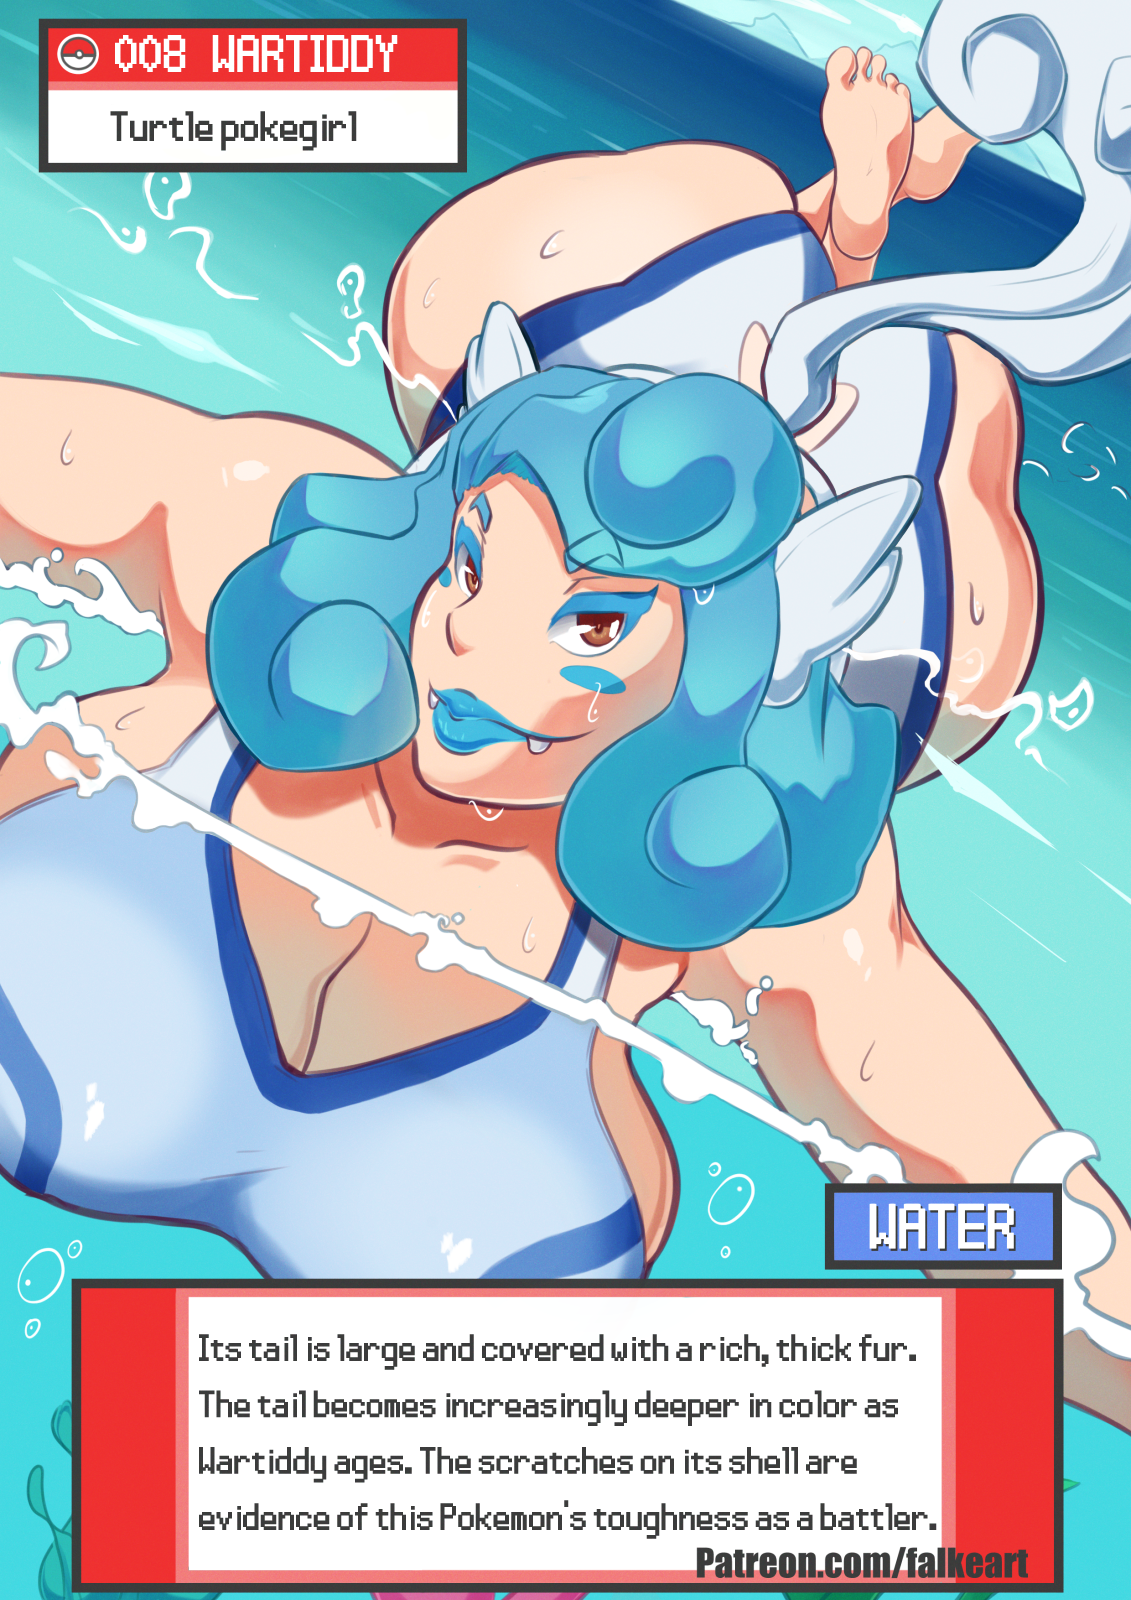 008 WARTIDDY
Turtle pokegirl
WATER
Its tail is large and covered with a rich, thick fur.
The tail becomes increasingly deeper in color as
Wartiddy ages. The scratches on its shell are
evidence of this Pokemon's toughness as a battler.
Patreon.com/falkeart